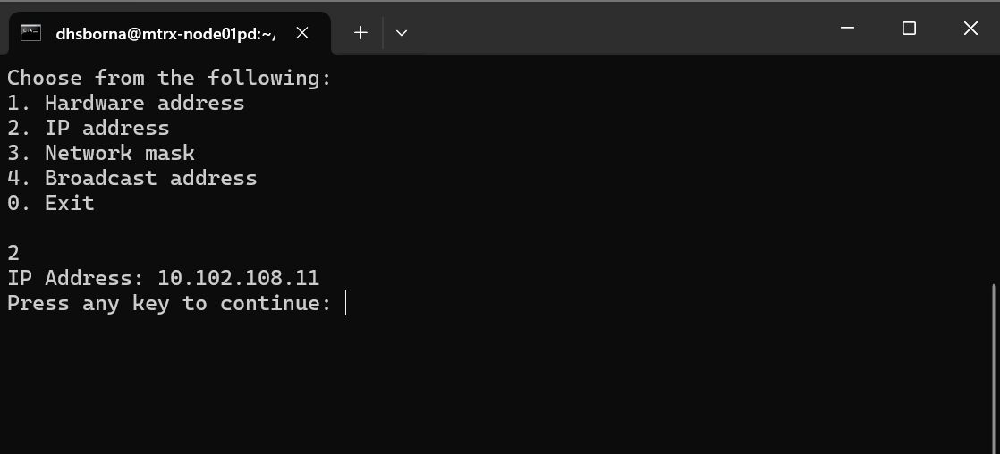 dhsborna@mtrx-node01pd:~/
Choose from the following:
1. Hardware address
2. IP address
3. Network mask
4. Broadcast address
0. Exit
2
IP Address: 10.102.108.11
Press any key to continue: